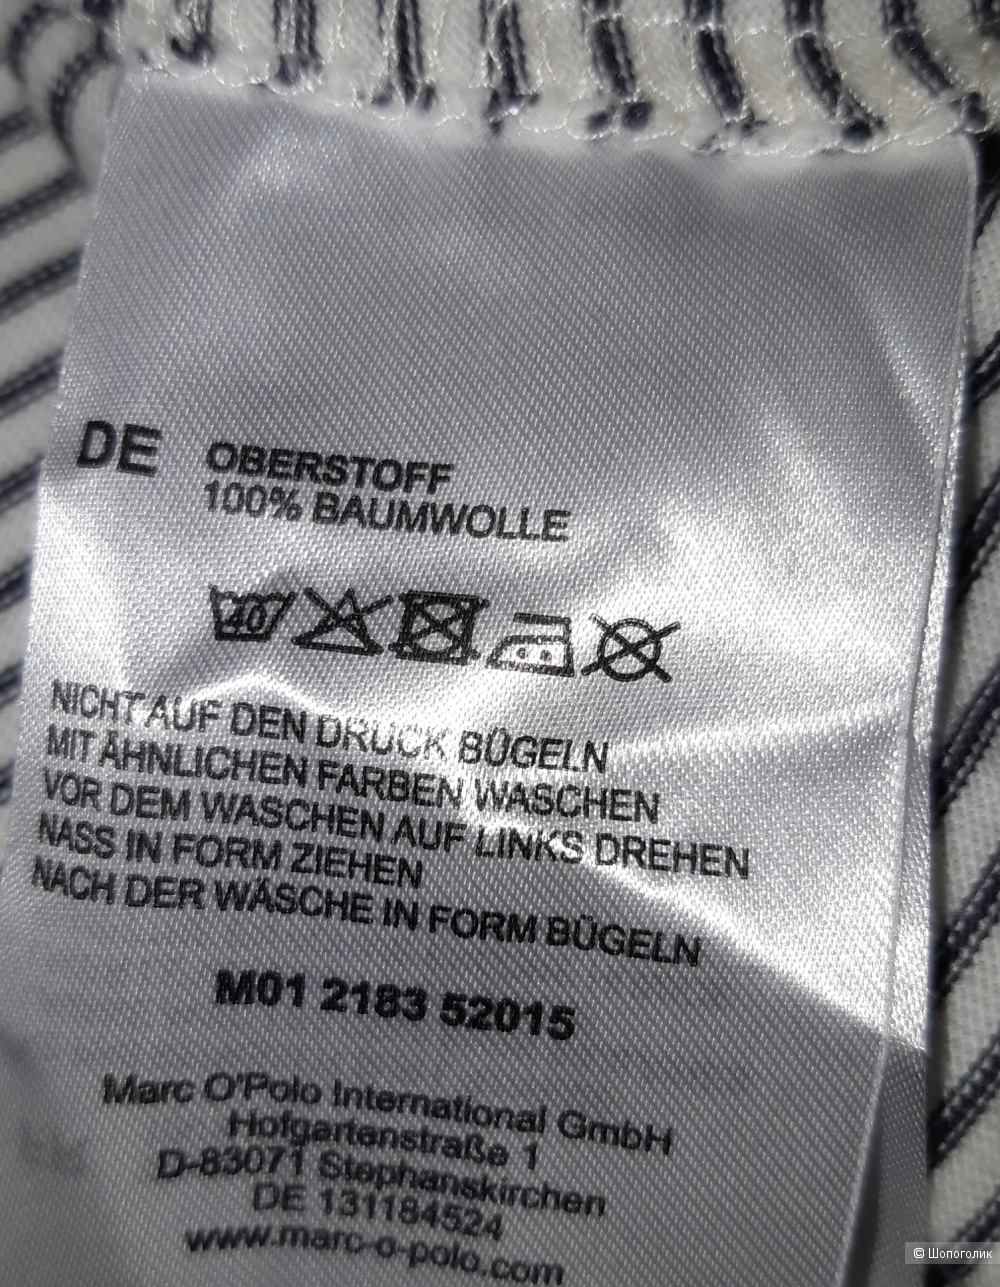 DE OBERSTOFF
100% BAUMWOLLE
40
NICHT AUF DEN DRUCK BÜGELN
MIT ÄHNLICHEN FARBEN WASCHEN
VOR DEM WASCHEN AUF LINKS DREHEN
NASS IN FORM ZIEHEN
NACH DER WÄSCHE IN FORM BÜGELN
M01 2183 52015
Marc O'Polo International GmbH
Hofgartenstraße 1
D-83071 Stephanskirchen
DE 131184524
www.marc-o-polo.com
© Шопоголик